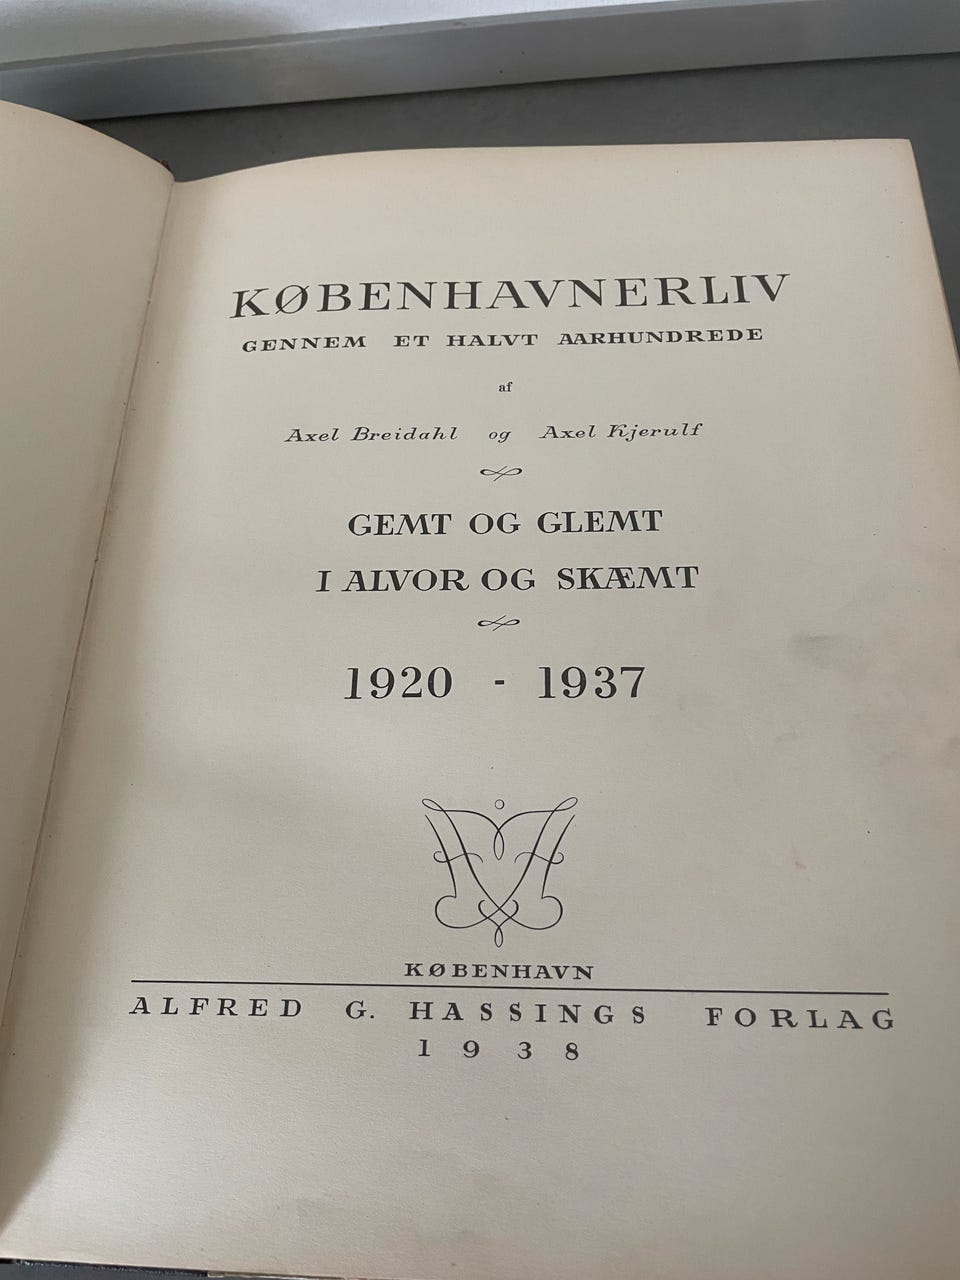 KØBENHAVNERLIV
GENNEM ET HALVT AARHUNDREDE
af
Axel Breidahl og Axel Kjerulf
GEMT OG GLEMT
I ALVOR OG SKÆMT
1920 - 1937
KØBENHAVN
ALFRED G. HASSINGS FORLAG
1938